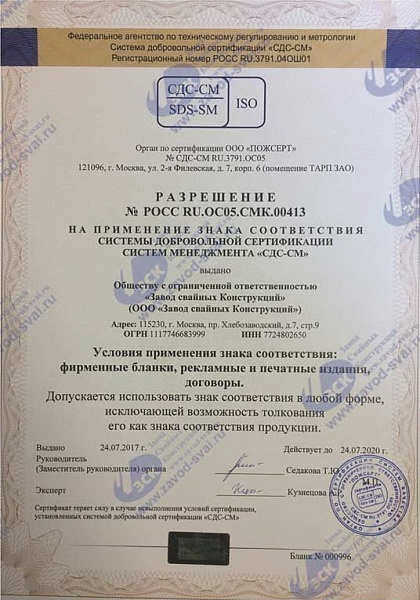 Федеральное агентство по техническому регулированию и метрологии
Система добровольной сертификации «СДС-СМ»
Регистрационный номер РОСС RU.3791.04ОШ01
СДС-СМ
SDS-SM
ISO
Орган по сертификации ООО «ПОЖСЕРТ»
№ СДС-СМ RU.3791.ОС05
121096, г. Москва, ул. 2-я Филевская, д. 7, корп. 6 (помещение ТАРП ЗАО)
РАЗРЕШЕНИЕ
№ РОСС RU.ОС05.СМК.00413
НА ПРИМЕНЕНИЕ ЗНАКА СООТВЕТСТВИЯ
СИСТЕМЫ ДОБРОВОЛЬНОЙ СЕРТИФИКАЦИИ
СИСТЕМ МЕНЕДЖМЕНТА «СДС-СМ»
выдано
Обществу с ограниченной ответственностью
«Завод свайных Конструкций»
(ООО «Завод свайных Конструкций»)
Адрес: 115230, г. Москва, пр. Хлебозаводский, д.7, стр.9
ОГРН 1117746683999 ИНН 7724802650
Условия применения знака соответствия:
фирменные бланки, рекламные и печатные издания,
договоры.
Допускается использовать знак соответствия в любой форме,
исключающей возможность толкования
его как знака соответствия продукции.
Выдано 24.07.2017 г. Действует до 24.07.2020 г.
Руководитель
(Заместитель руководителя) органа Седакова Т.Ю.
Эксперт Кузнецова
Сертификат теряет силу в случае невыполнения условий сертификации,
установленных системой добровольной сертификации «СДС-СМ»
М.П.
Бланк № 000996
www.zavod-svai.ru